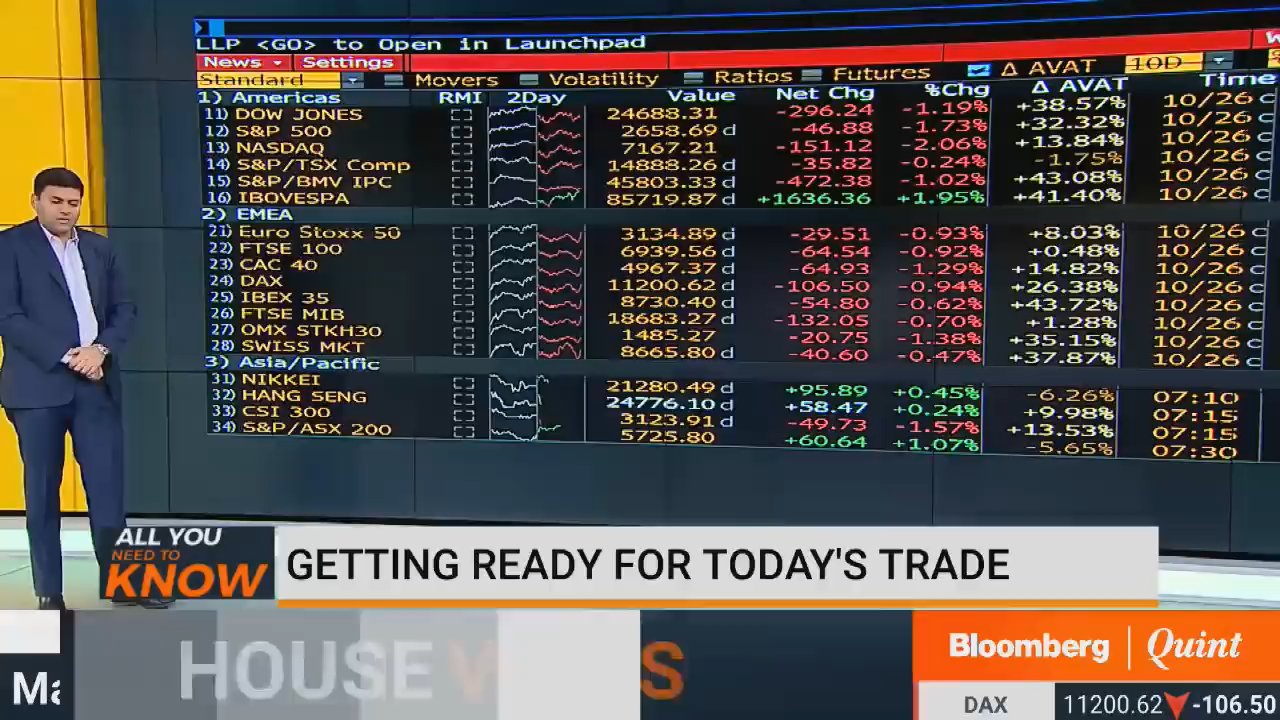 LLP <GO> to Open in Launchpad
News Settings
Standard Movers Volatility Ratios Futures Δ AVAT 10D
1) Americas RMI 2Day Value Net Chg %Chg Δ AVAT Time
11) DOW JONES 24688.31 -296.24 -1.19% +38.57% 10/26 c
12) S&P 500 2658.69 d -46.88 -1.73% +32.32% 10/26 c
13) NASDAQ 7167.21 -151.12 -2.06% +13.84% 10/26 c
14) S&P/TSX Comp 14888.26 d -35.82 -0.24% -1.75% 10/26 c
15) S&P/BMV IPC 45803.33 d -472.38 -1.02% +43.08% 10/26 c
16) IBOVESPA 85719.87 d +1636.36 +1.95% +41.40% 10/26 c
2) EMEA
21) Euro Stoxx 50 3134.89 d -29.51 -0.93% +8.03% 10/26 c
22) FTSE 100 6939.56 d -64.54 -0.92% +0.48% 10/26 c
23) CAC 40 4967.37 d -64.93 -1.29% +14.82% 10/26 c
24) DAX 11200.62 d -106.50 -0.94% +26.38% 10/26 c
25) IBEX 35 8730.40 d -54.80 -0.62% +43.72% 10/26 c
26) FTSE MIB 18683.27 d -132.05 -0.70% +1.28% 10/26 c
27) OMX STKH30 1485.27 -20.75 -1.38% +35.15% 10/26 c
28) SWISS MKT 8665.80 d -40.60 -0.47% +37.87% 10/26 c
3) Asia/Pacific
31) NIKKEI 21280.49 d +95.89 +0.45% -6.26% 07:10
32) HANG SENG 24776.10 d +58.47 +0.24% +9.98% 07:15
33) CSI 300 3123.91 d -49.73 -1.57% +13.53% 07:15
34) S&P/ASX 200 5725.80 +60.64 +1.07% -5.65% 07:30
ALL YOU
NEED TO
KNOW
GETTING READY FOR TODAY'S TRADE
HOUSE
Bloomberg | Quint
DAX 11200.62 -106.50